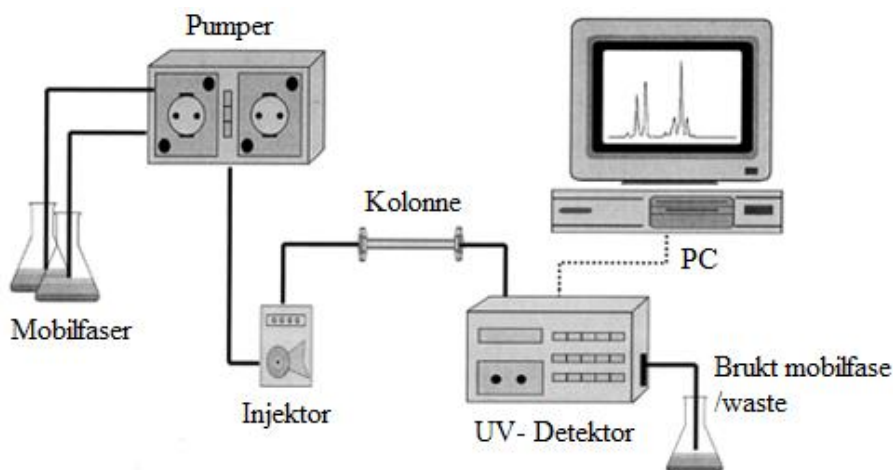 Pumper
Kolonne
PC
Mobilfaser
Injektor
UV- Detektor
Brukt mobilfase
/waste